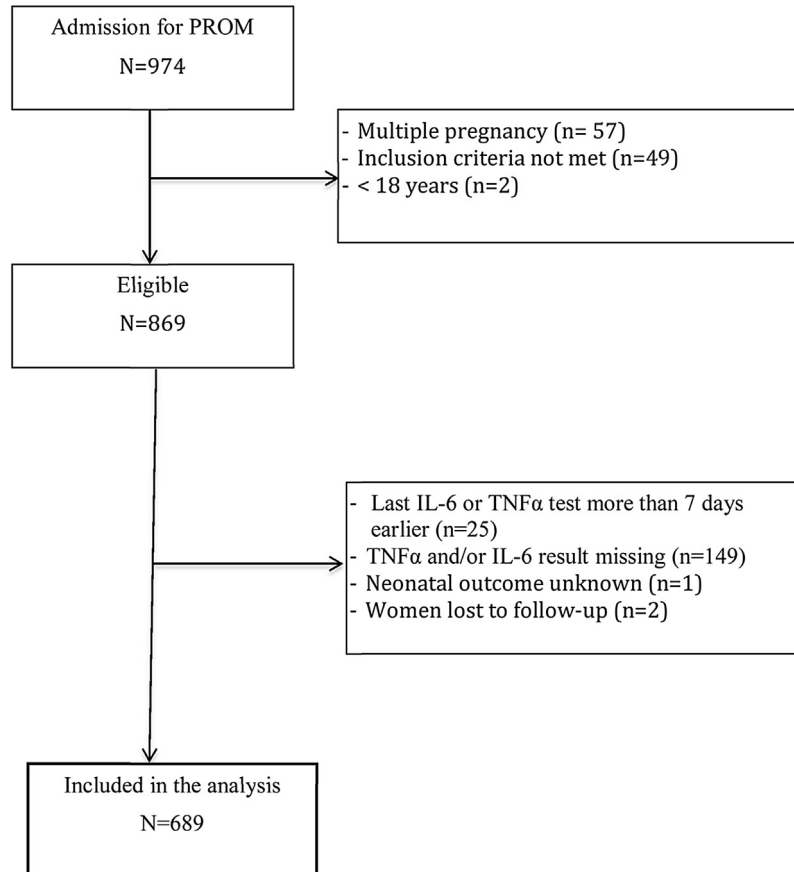 Admission for PROM
N=974
- Multiple pregnancy (n= 57)
- Inclusion criteria not met (n=49)
- < 18 years (n=2)
Eligible
N=869
- Last IL-6 or TNFα test more than 7 days
earlier (n=25)
- TNFα and/or IL-6 result missing (n=149)
- Neonatal outcome unknown (n=1)
- Women lost to follow-up (n=2)
Included in the analysis
N=689